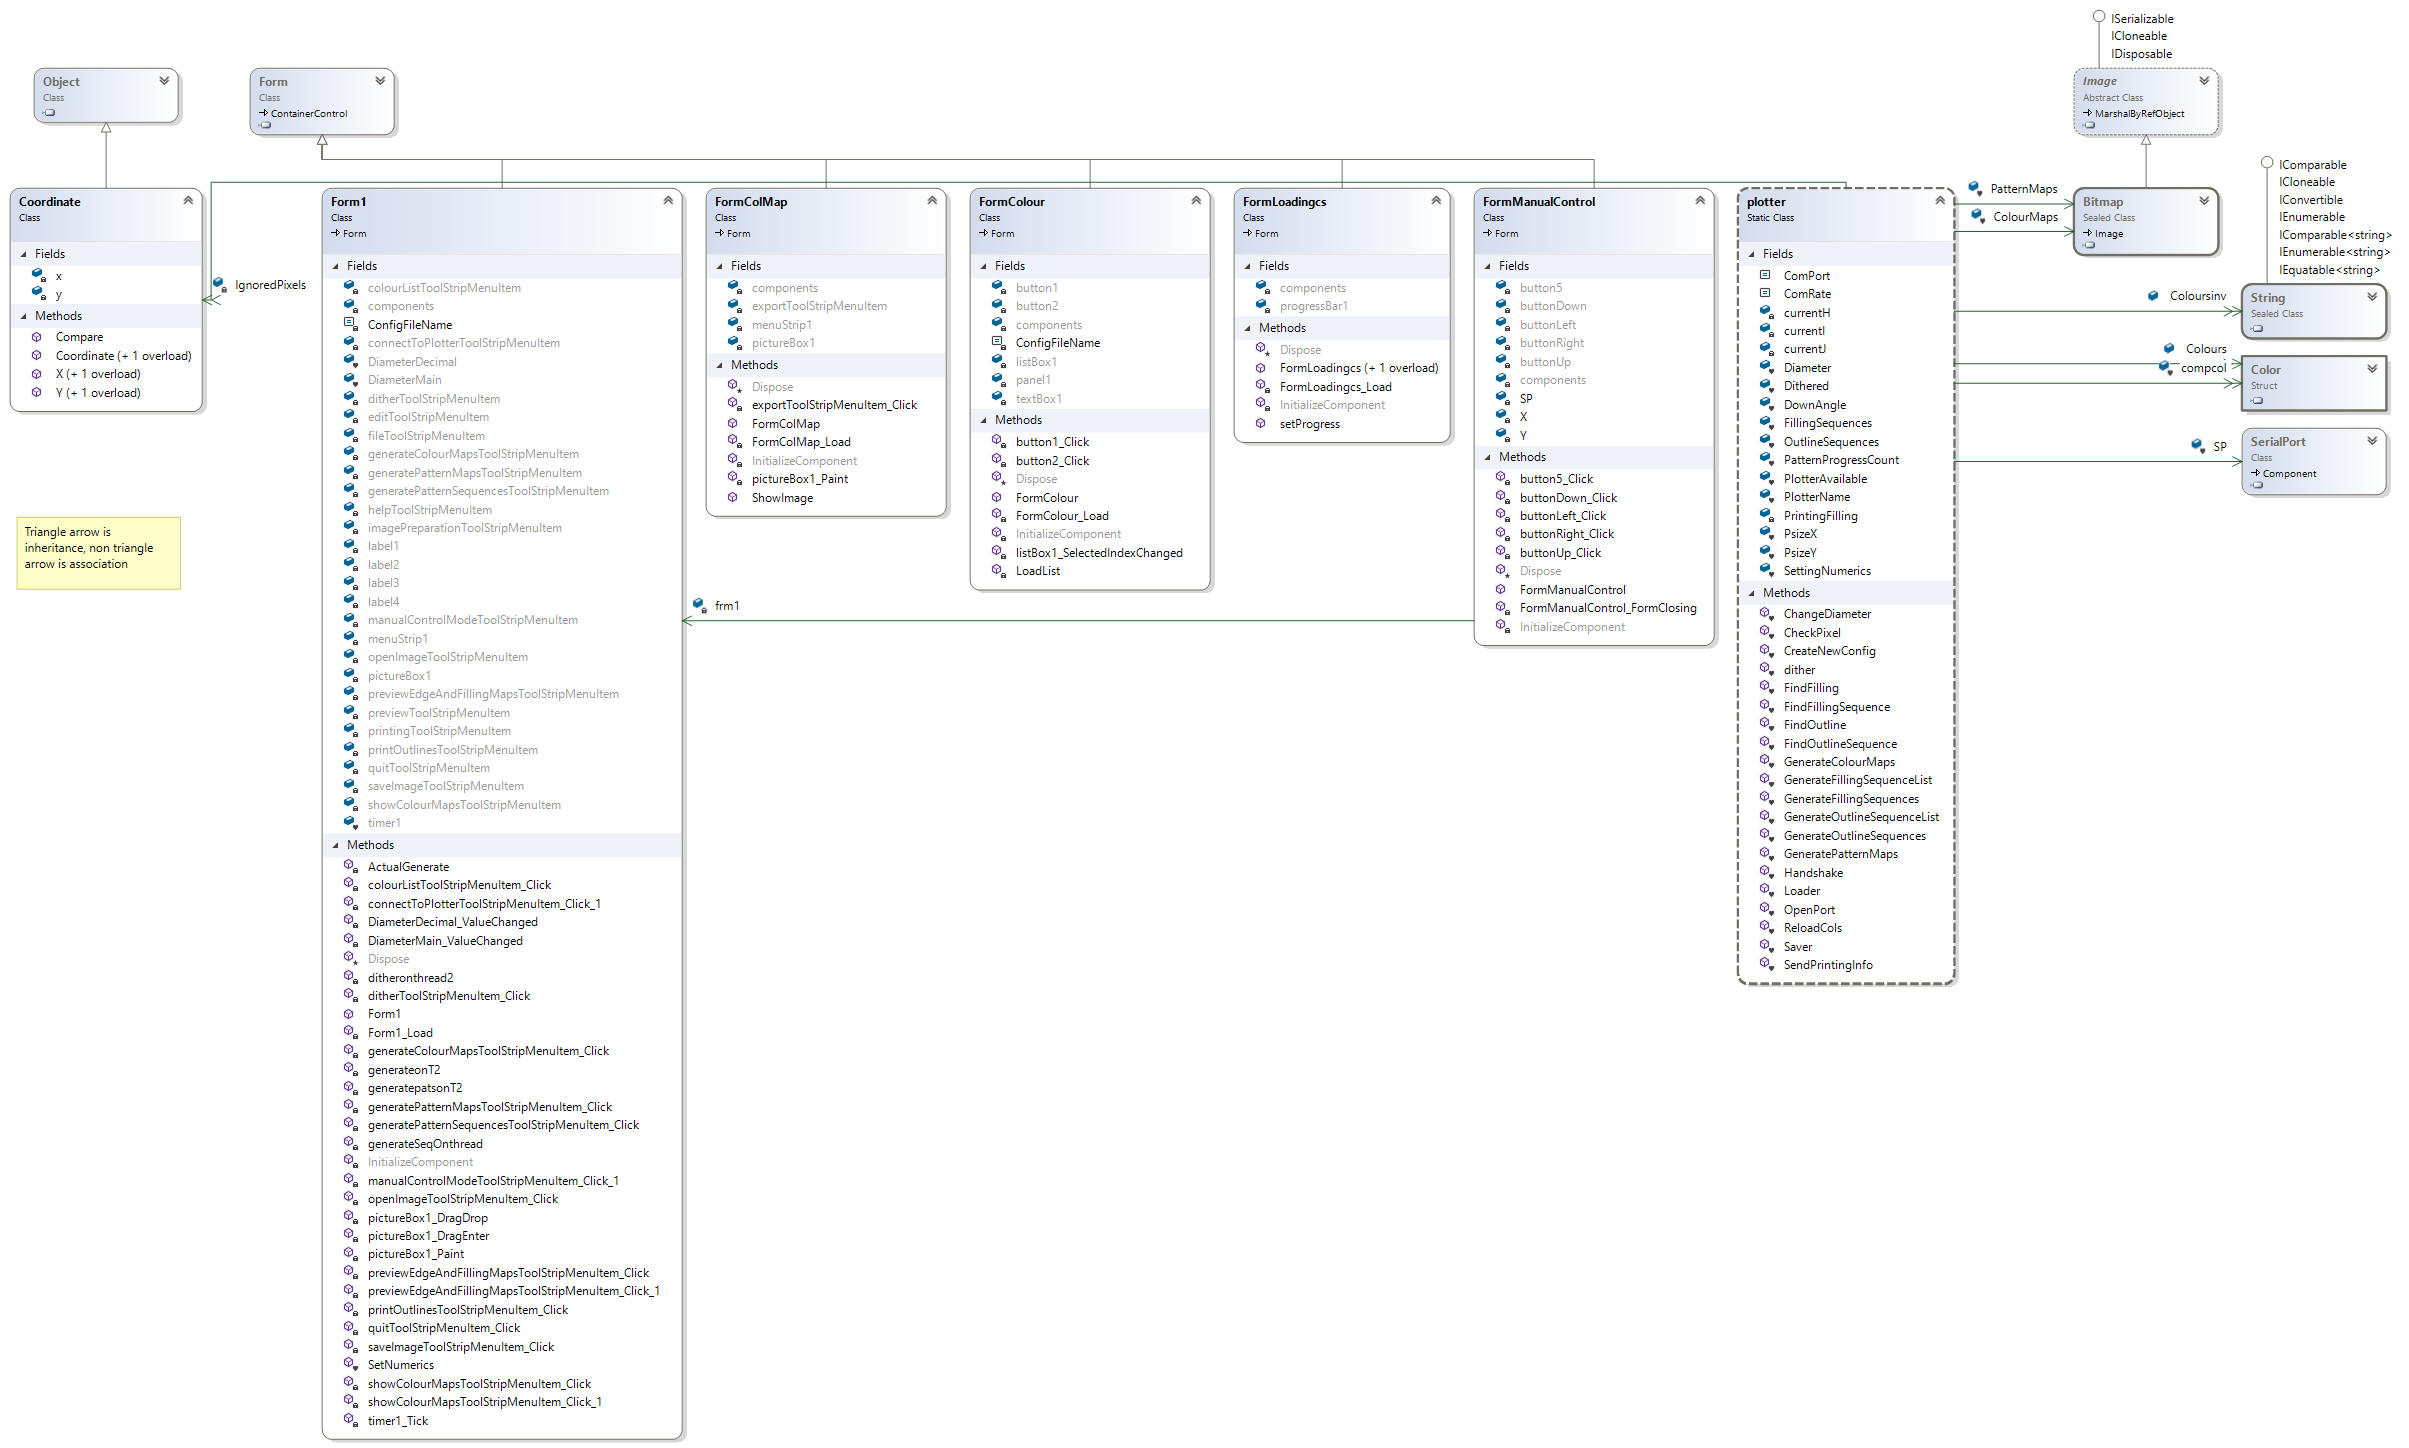 Object
Class
Form
Class
ContainerControl
ISerializable
ICloneable
IDisposable
Image
Abstract Class
MarshalByRefObject
Coordinate
Class
Fields
x
y
Methods
Compare
Coordinate (+ 1 overload)
X (+ 1 overload)
Y (+ 1 overload)
IgnoredPixels
Triangle arrow is
inheritance, non triangle
arrow is association
Form1
Class
Form
Fields
colourListToolStripMenuItem
components
ConfigFileName
connectToPlotterToolStripMenuItem
DiameterDecimal
DiameterMain
ditherToolStripMenuItem
editToolStripMenuItem
fileToolStripMenuItem
generateColourMapsToolStripMenuItem
generatePatternMapsToolStripMenuItem
generatePatternSequencesToolStripMenuItem
helpToolStripMenuItem
imagePreparationToolStripMenuItem
label1
label2
label3
label4
manualControlModeToolStripMenuItem
menuStrip1
openImageToolStripMenuItem
pictureBox1
previewEdgeAndFillingMapsToolStripMenuItem
previewToolStripMenuItem
printingToolStripMenuItem
printOutlinesToolStripMenuItem
quitToolStripMenuItem
saveImageToolStripMenuItem
showColourMapsToolStripMenuItem
timer1
Methods
ActualGenerate
colourListToolStripMenuItem_Click
connectToPlotterToolStripMenuItem_Click_1
DiameterDecimal_ValueChanged
DiameterMain_ValueChanged
Dispose
ditheronthread2
ditherToolStripMenuItem_Click
Form1
Form1_Load
generateColourMapsToolStripMenuItem_Click
generateonT2
generatepatsonT2
generatePatternMapsToolStripMenuItem_Click
generatePatternSequencesToolStripMenuItem_Click
generateSeqOnthread
InitializeComponent
manualControlModeToolStripMenuItem_Click_1
openImageToolStripMenuItem_Click
pictureBox1_DragDrop
pictureBox1_DragEnter
pictureBox1_Paint
previewEdgeAndFillingMapsToolStripMenuItem_Click
previewEdgeAndFillingMapsToolStripMenuItem_Click_1
printOutlinesToolStripMenuItem_Click
quitToolStripMenuItem_Click
saveImageToolStripMenuItem_Click
SetNumerics
showColourMapsToolStripMenuItem_Click
showColourMapsToolStripMenuItem_Click_1
timer1_Tick
frm1
FormColMap
Class
Form
Fields
components
exportToolStripMenuItem
menuStrip1
pictureBox1
Methods
Dispose
exportToolStripMenuItem_Click
FormColMap
FormColMap_Load
InitializeComponent
pictureBox1_Paint
ShowImage
FormColour
Class
Form
Fields
button1
button2
components
ConfigFileName
listBox1
panel1
textBox1
Methods
button1_Click
button2_Click
Dispose
FormColour
FormColour_Load
InitializeComponent
listBox1_SelectedIndexChanged
LoadList
FormLoadingcs
Class
Form
Fields
components
progressBar1
Methods
Dispose
FormLoadingcs (+ 1 overload)
FormLoadingcs_Load
InitializeComponent
setProgress
FormManualControl
Class
Form
Fields
button5
buttonDown
buttonLeft
buttonRight
buttonUp
components
SP
X
Y
Methods
button5_Click
buttonDown_Click
buttonLeft_Click
buttonRight_Click
buttonUp_Click
Dispose
FormManualControl
FormManualControl_FormClosing
InitializeComponent
plotter
Static Class
Fields
ComPort
ComRate
currentH
currentI
currentJ
Diameter
Dithered
DownAngle
FillingSequences
OutlineSequences
PatternProgressCount
PlotterAvailable
PlotterName
PrintingFilling
PsizeX
PsizeY
SettingNumerics
Methods
ChangeDiameter
CheckPixel
CreateNewConfig
dither
FindFilling
FindFillingSequence
FindOutline
FindOutlineSequence
GenerateColourMaps
GenerateFillingSequenceList
GenerateFillingSequences
GenerateOutlineSequenceList
GenerateOutlineSequences
GeneratePatternMaps
Handshake
Loader
OpenPort
ReloadCols
Saver
SendPrintingInfo
PatternMaps
ColourMaps
Bitmap
Sealed Class
Image
IComparable
ICloneable
IConvertible
IEnumerable
IComparable<string>
IEnumerable<string>
IEquatable<string>
Coloursinv
String
Sealed Class
Colours
compcol
Color
Struct
SP
SerialPort
Class
Component